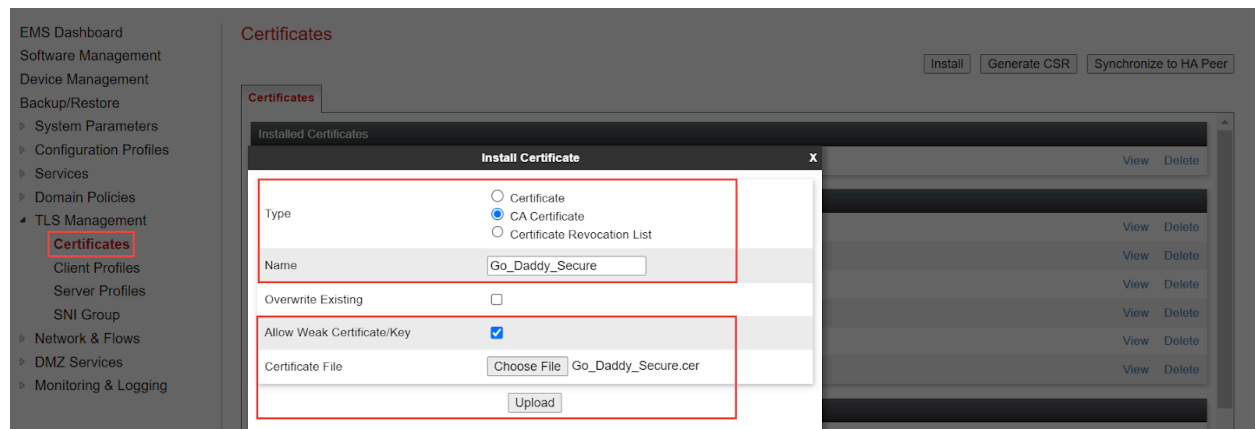 EMS Dashboard
Software Management
Device Management
Backup/Restore
System Parameters
Configuration Profiles
Services
Domain Policies
TLS Management
Certificates
Client Profiles
Server Profiles
SNI Group
Network & Flows
DMZ Services
Monitoring & Logging
Certificates
Install Generate CSR Synchronize to HA Peer
Certificates
Installed Certificates
View Delete
View Delete
View Delete
View Delete
View Delete
View Delete
View Delete
Install Certificate X
Type
Certificate
CA Certificate
Certificate Revocation List
Name Go_Daddy_Secure
Overwrite Existing
Allow Weak Certificate/Key
Certificate File Choose File Go_Daddy_Secure.cer
Upload